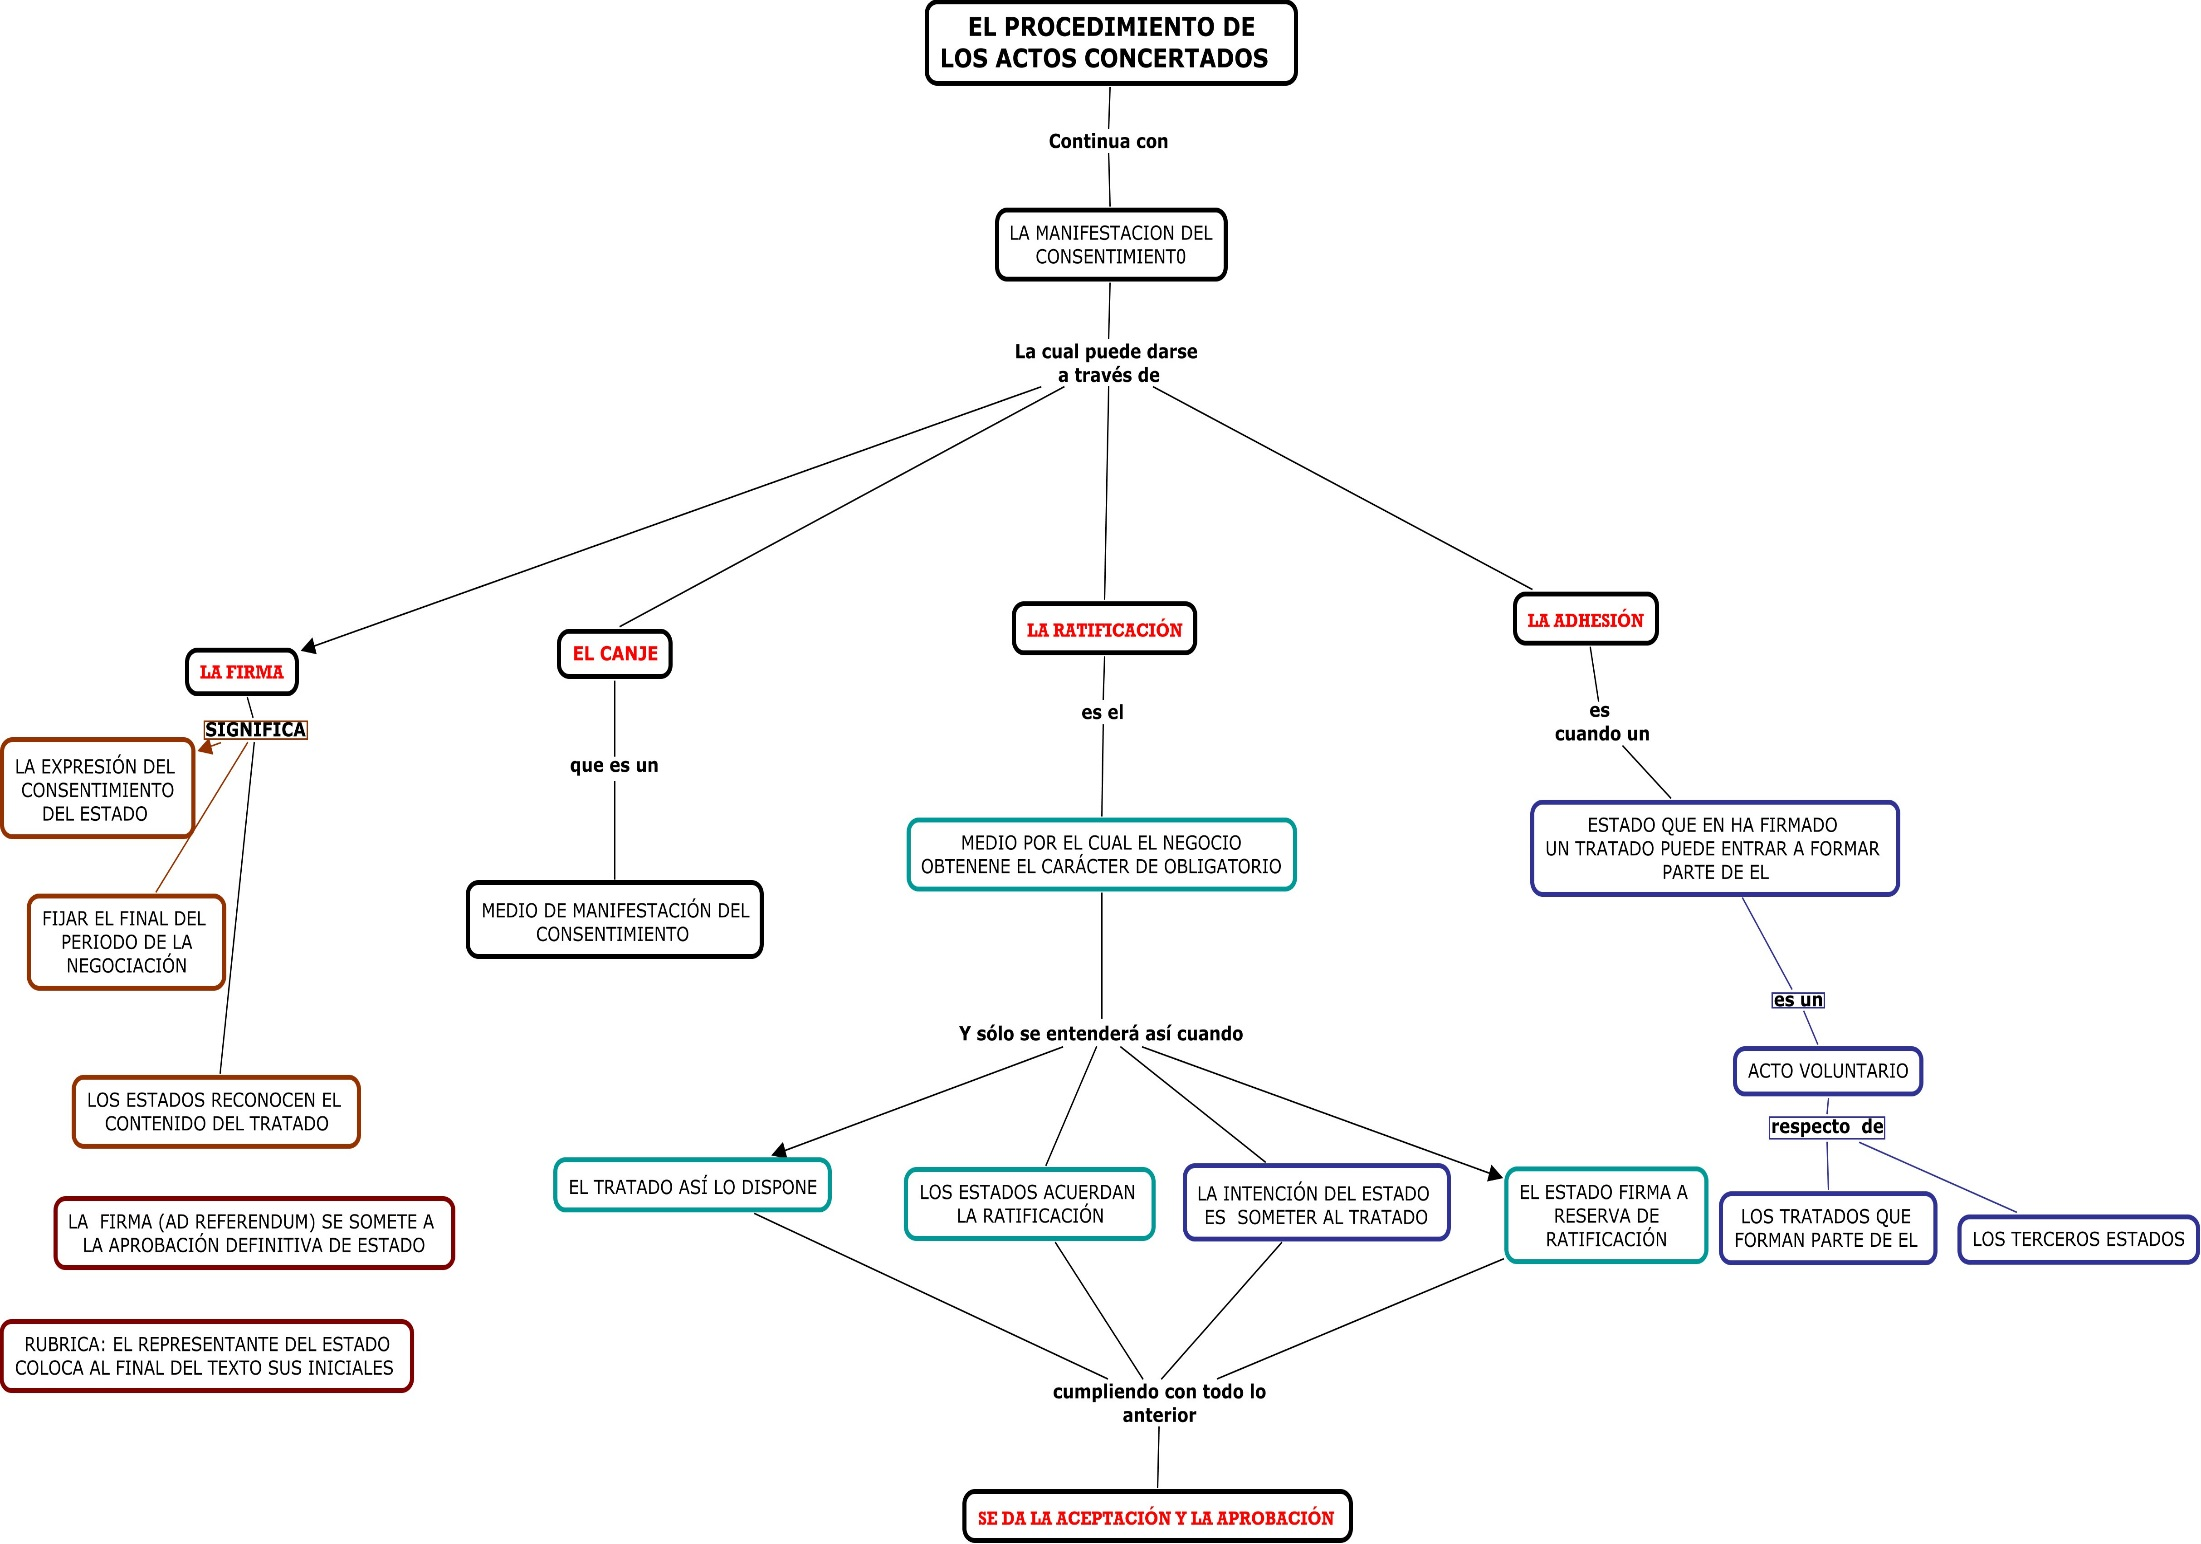 EL PROCEDIMIENTO DE
LOS ACTOS CONCERTADOS
Continua con
LA MANIFESTACION DEL
CONSENTIMIENT0
La cual puede darse
a través de
LA FIRMA
SIGNIFICA
LA EXPRESIÓN DEL
CONSENTIMIENTO
DEL ESTADO
FIJAR EL FINAL DEL
PERIODO DE LA
NEGOCIACIÓN
LOS ESTADOS RECONOCEN EL
CONTENIDO DEL TRATADO
LA FIRMA (AD REFERENDUM) SE SOMETE A
LA APROBACIÓN DEFINITIVA DE ESTADO
RUBRICA: EL REPRESENTANTE DEL ESTADO
COLOCA AL FINAL DEL TEXTO SUS INICIALES
EL CANJE
que es un
MEDIO DE MANIFESTACIÓN DEL
CONSENTIMIENTO
LA RATIFICACIÓN
es el
MEDIO POR EL CUAL EL NEGOCIO
OBTENENE EL CARÁCTER DE OBLIGATORIO
Y sólo se entenderá así cuando
EL TRATADO ASÍ LO DISPONE
LOS ESTADOS ACUERDAN
LA RATIFICACIÓN
LA INTENCIÓN DEL ESTADO
ES SOMETER AL TRATADO
EL ESTADO FIRMA A
RESERVA DE
RATIFICACIÓN
cumpliendo con todo lo
anterior
SE DA LA ACEPTACIÓN Y LA APROBACIÓN
LA ADHESIÓN
es
cuando un
ESTADO QUE EN HA FIRMADO
UN TRATADO PUEDE ENTRAR A FORMAR
PARTE DE EL
es un
ACTO VOLUNTARIO
respecto de
LOS TRATADOS QUE
FORMAN PARTE DE EL
LOS TERCEROS ESTADOS